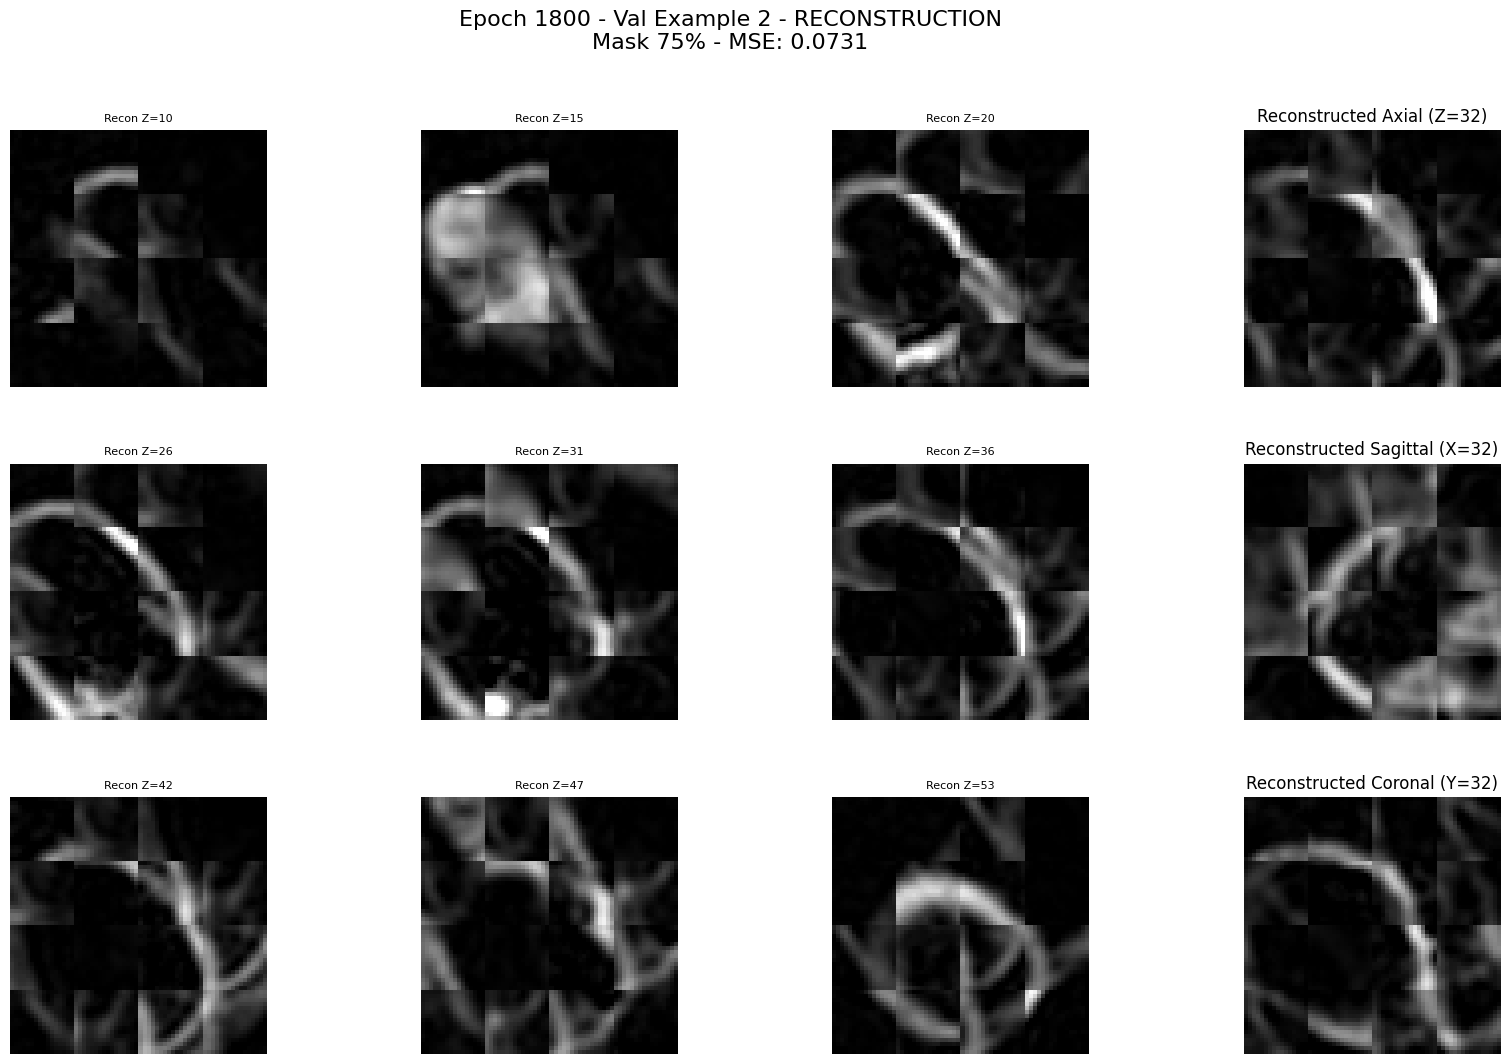 Epoch 1800 - Val Example 2 - RECONSTRUCTION
Mask 75% - MSE: 0.0731
Recon Z=10
Recon Z=15
Recon Z=20
Reconstructed Axial (Z=32)
Recon Z=26
Recon Z=31
Recon Z=36
Reconstructed Sagittal (X=32)
Recon Z=42
Recon Z=47
Recon Z=53
Reconstructed Coronal (Y=32)